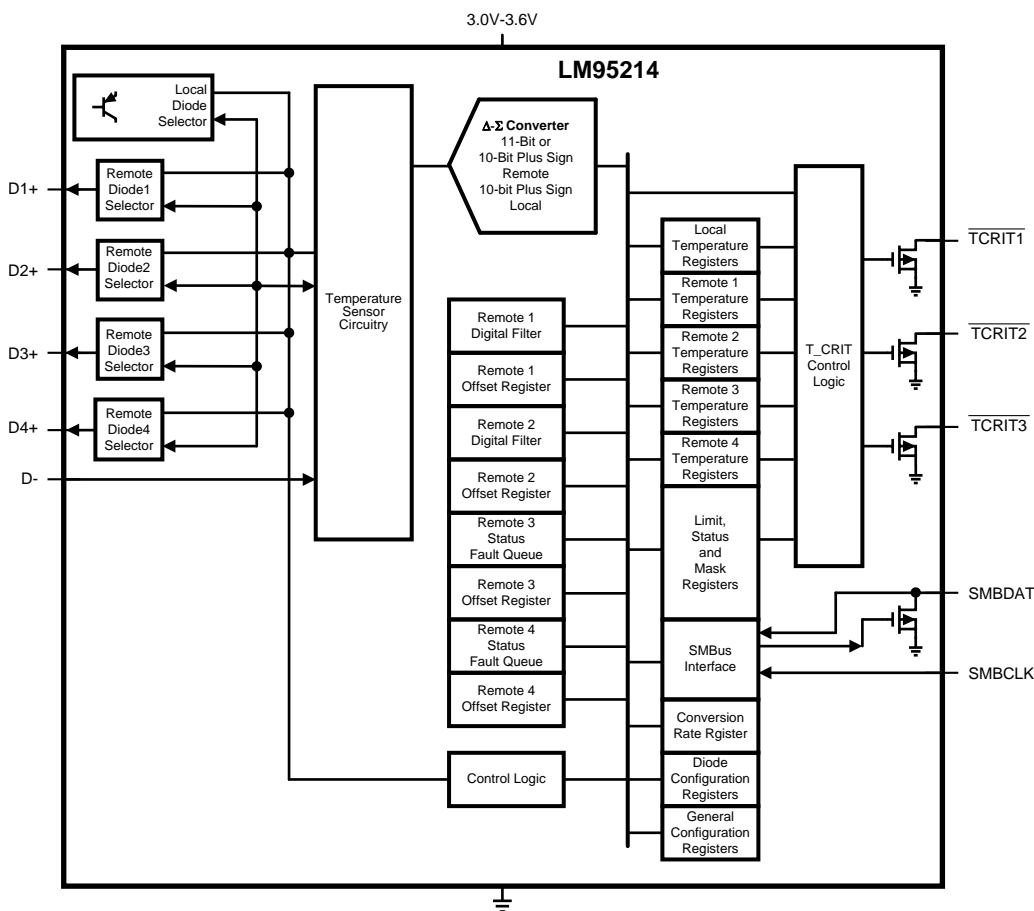 3.0V-3.6V
LM95214
Local
Diode
Selector
Remote
Diode1
Selector
Remote
Diode2
Selector
Remote
Diode3
Selector
Remote
Diode4
Selector
D1+
D2+
D3+
D4+
D-
Temperature
Sensor
Circuitry
Δ-Σ Converter
11-Bit or
10-Bit Plus Sign
Remote
10-bit Plus Sign
Local
Remote 1
Digital Filter
Remote 1
Offset Register
Remote 2
Digital Filter
Remote 2
Offset Register
Remote 3
Status
Fault Queue
Remote 3
Offset Register
Remote 4
Status
Fault Queue
Remote 4
Offset Register
Control Logic
Local
Temperature
Registers
Remote 1
Temperature
Registers
Remote 2
Temperature
Registers
Remote 3
Temperature
Registers
Remote 4
Temperature
Registers
Limit,
Status
and
Mask
Registers
SMBus
Interface
Conversion
Rate Rgister
Diode
Configuration
Registers
General
Configuration
Registers
T_CRIT
Control
Logic
TCRIT1
TCRIT2
TCRIT3
SMBDAT
SMBCLK